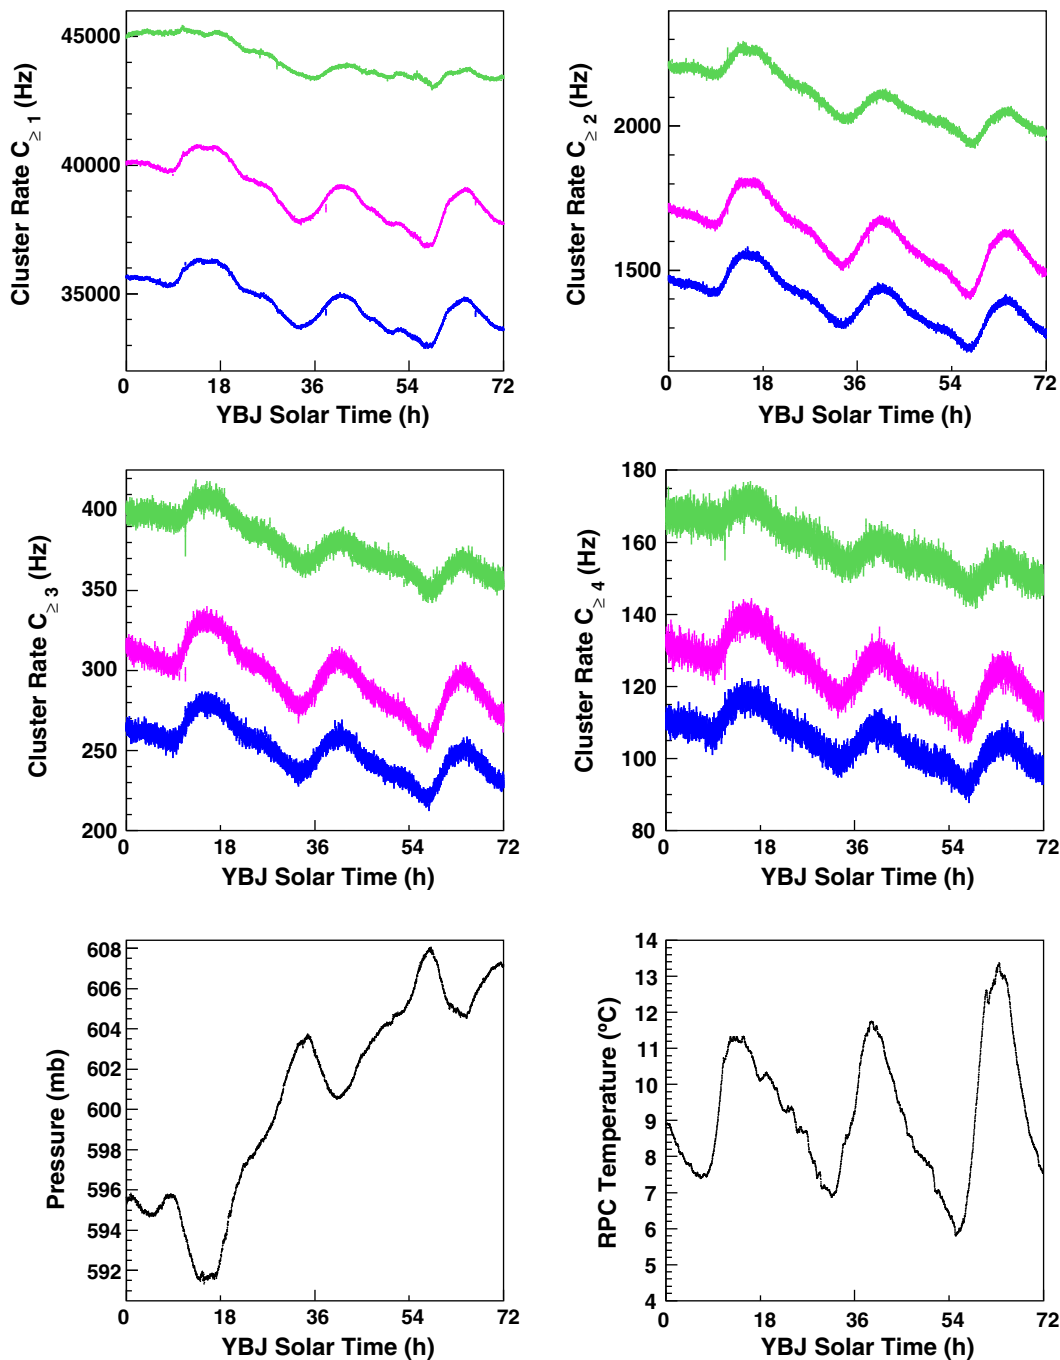 45000
40000
35000
Cluster Rate C≥ 1 (Hz)
0 18 36 54 72
YBJ Solar Time (h)
2000
1500
Cluster Rate C≥ 2 (Hz)
0 18 36 54 72
YBJ Solar Time (h)
400
350
300
250
200
Cluster Rate C≥ 3 (Hz)
0 18 36 54 72
YBJ Solar Time (h)
180
160
140
120
100
80
Cluster Rate C≥ 4 (Hz)
0 18 36 54 72
YBJ Solar Time (h)
608
606
604
602
600
598
596
594
592
Pressure (mb)
0 18 36 54 72
YBJ Solar Time (h)
14
13
12
11
10
9
8
7
6
5
4
RPC Temperature (ºC)
0 18 36 54 72
YBJ Solar Time (h)